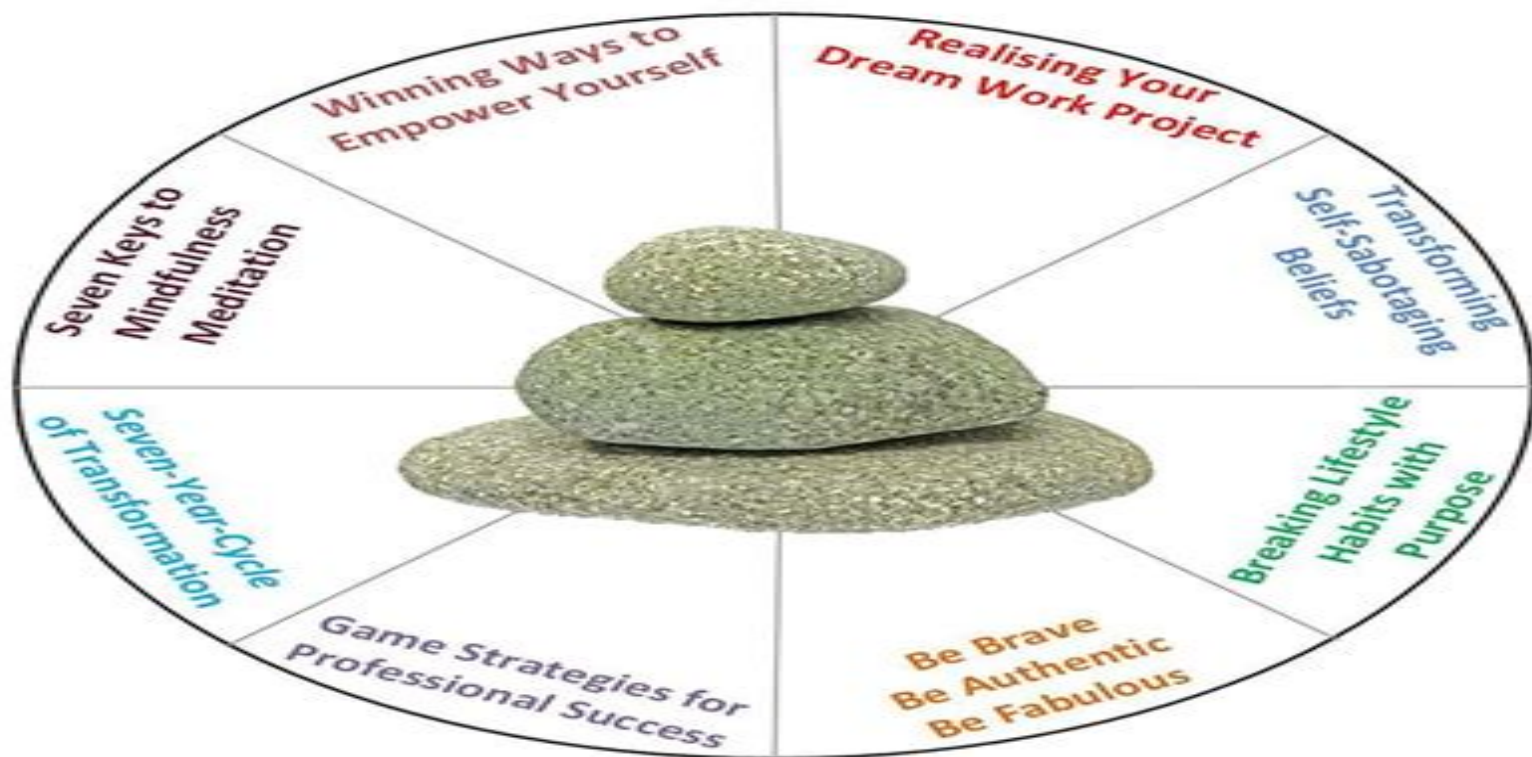 Winning Ways to
Empower Yourself
Realising Your
Dream Work Project
Transforming
Self-Sabotaging
Beliefs
Breaking Lifestyle
Habits with
Purpose
Be Brave
Be Authentic
Be Fabulous
Game Strategies for
Professional Success
Seven-Year-Cycle
of Transformation
Seven Keys to
Mindfulness
Meditation